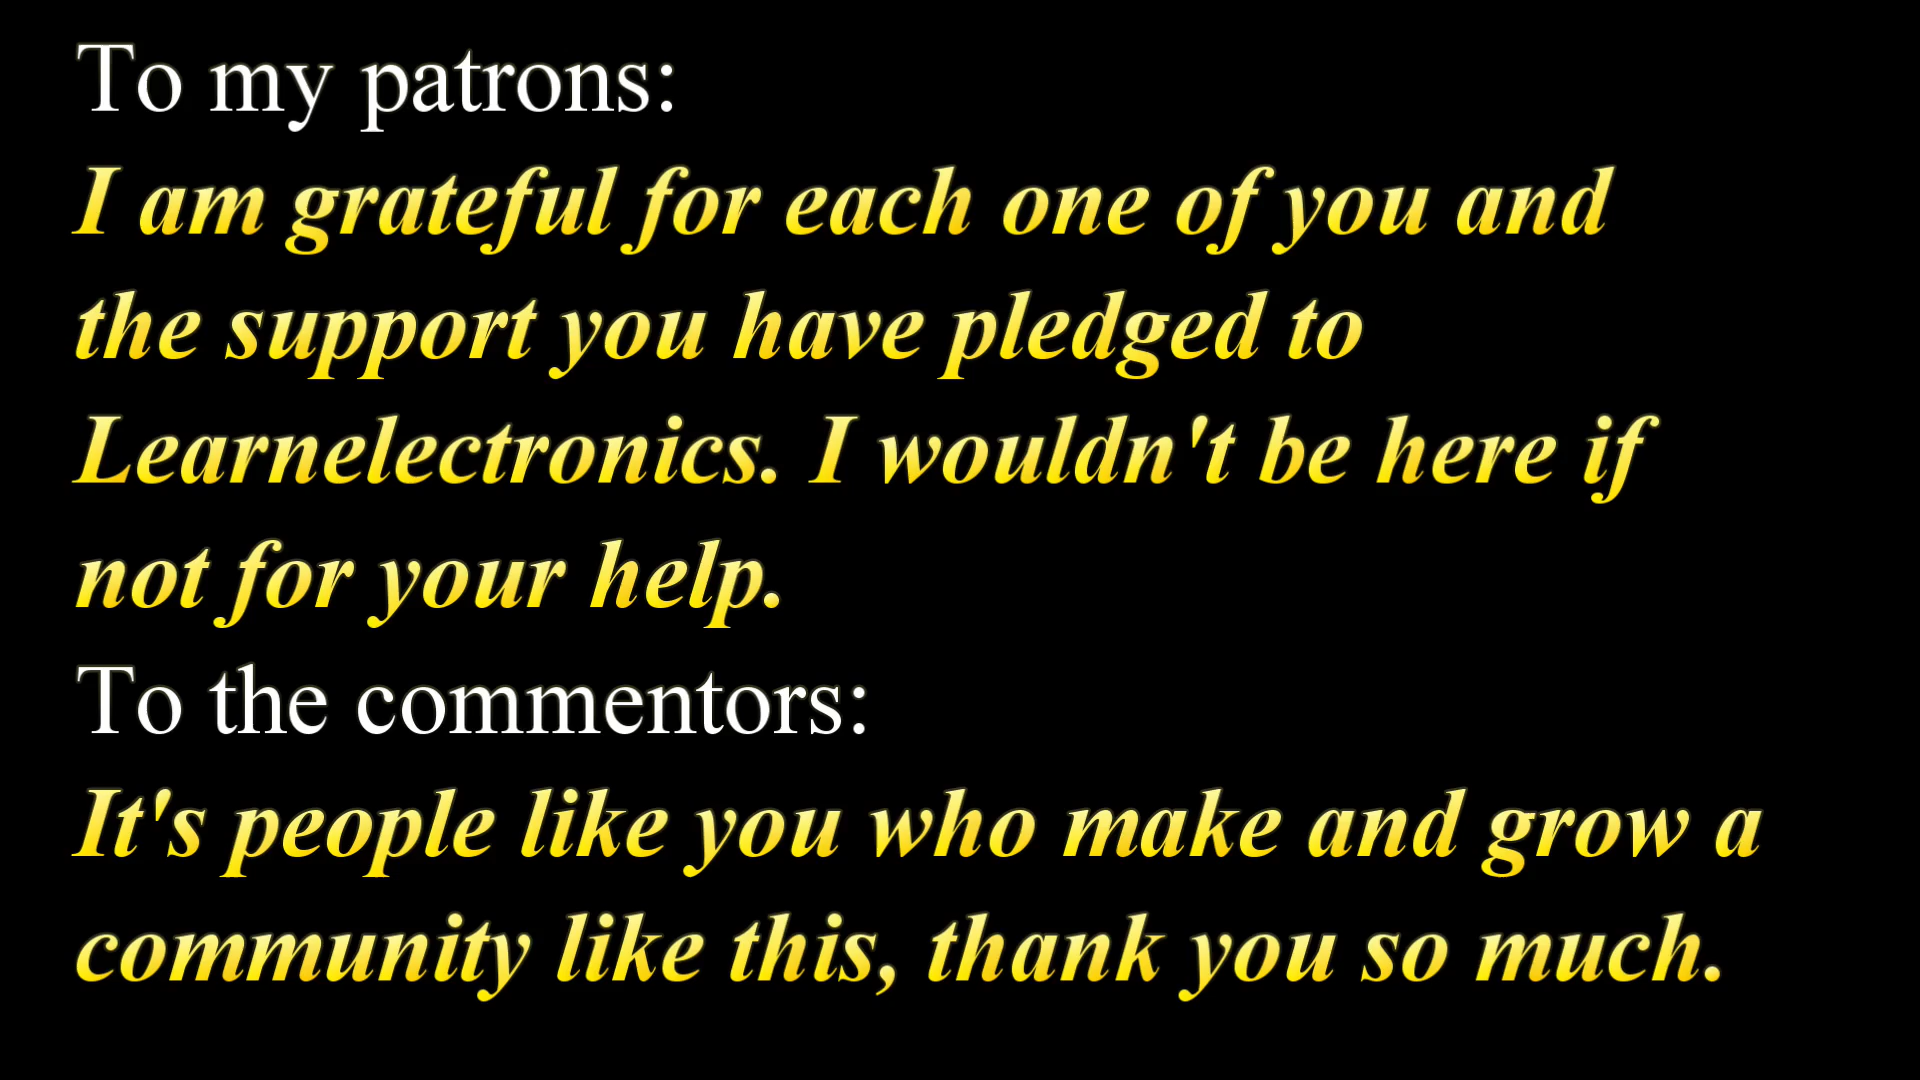 To my patrons:
I am grateful for each one of you and
the support you have pledged to
Learnelectronics. I wouldn't be here if
not for your help.
To the commentors:
It's people like you who make and grow a
community like this, thank you so much.